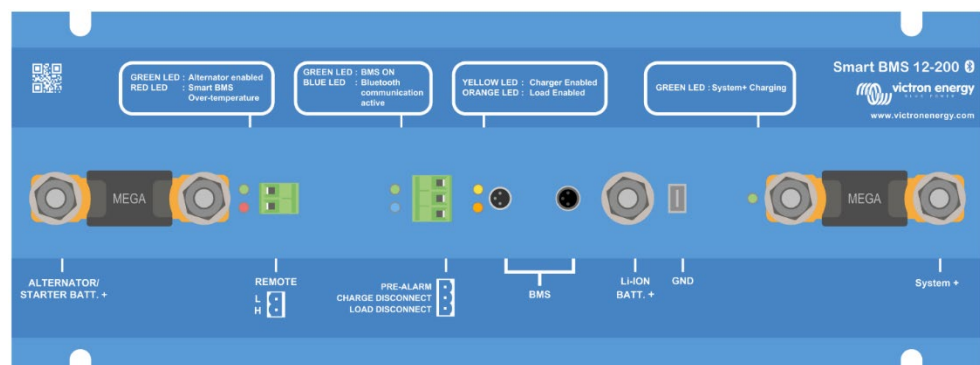 GREEN LED : Alternator enabled
RED LED : Smart BMS
Over-temperature
GREEN LED : BMS ON
BLUE LED : Bluetooth
communication
active
YELLOW LED : Charger Enabled
ORANGE LED : Load Enabled
GREEN LED : System+ Charging
Smart BMS 12-200
victron energy
BLUE POWER
www.victronenergy.com
MEGA
MEGA
ALTERNATOR/
STARTER BATT. +
REMOTE
L
H
PRE-ALARM
CHARGE DISCONNECT
LOAD DISCONNECT
BMS
Li-ION
BATT. +
GND
System +